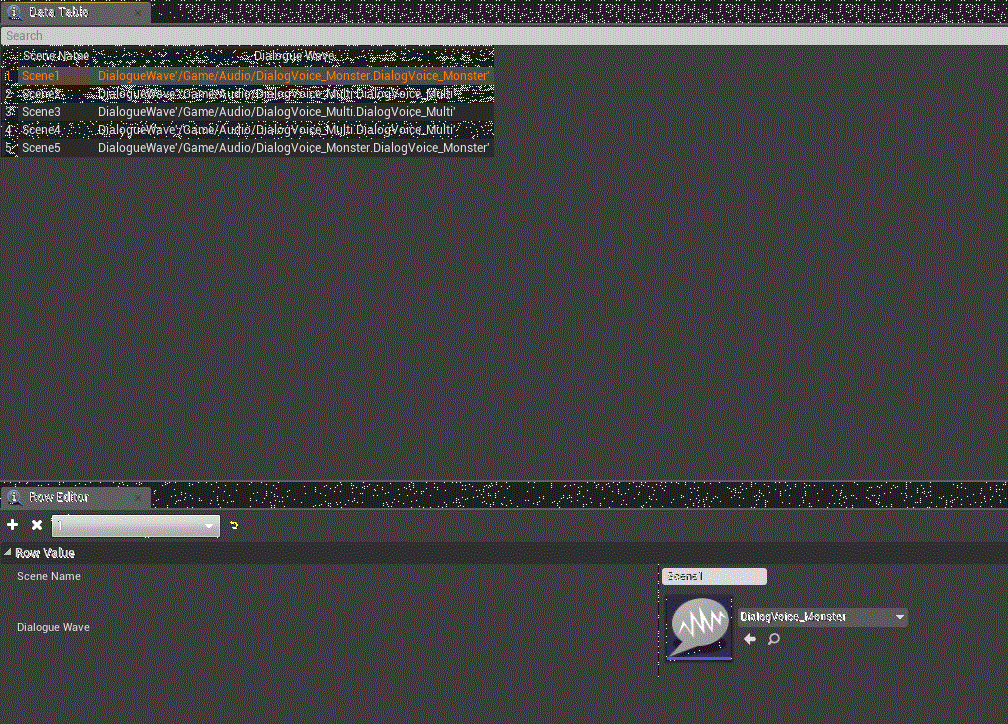 Data Table
Search
Scene Name Dialogue Wave
1 Scene1 DialogueWave'/Game/Audio/DialogVoice_Monster.DialogVoice_Monster'
2 Scene2 DialogueWave'/Game/Audio/DialogVoice_Multi.DialogVoice_Multi'
3 Scene3 DialogueWave'/Game/Audio/DialogVoice_Multi.DialogVoice_Multi'
4 Scene4 DialogueWave'/Game/Audio/DialogVoice_Multi.DialogVoice_Multi'
5 Scene5 DialogueWave'/Game/Audio/DialogVoice_Monster.DialogVoice_Monster'
Row Editor
1
Row Value
Scene Name Scene1
Dialogue Wave DialogVoice_Monster